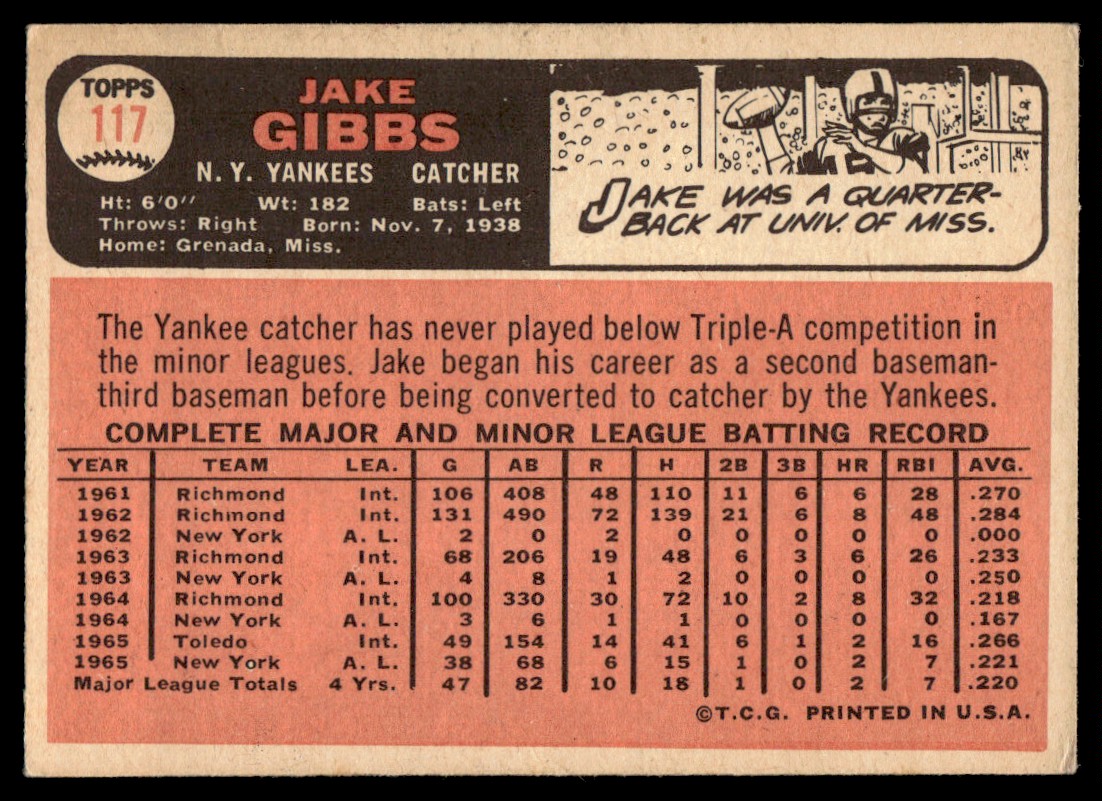 TOPPS
117
JAKE
GIBBS
N. Y. YANKEES CATCHER
Ht: 6'0'' Wt: 182 Bats: Left
Throws: Right Born: Nov. 7, 1938
Home: Grenada, Miss.
JAKE WAS A QUARTER-
BACK AT UNIV. OF MISS.
The Yankee catcher has never played below Triple-A competition in
the minor leagues. Jake began his career as a second baseman-
third baseman before being converted to catcher by the Yankees.
COMPLETE MAJOR AND MINOR LEAGUE BATTING RECORD
YEAR TEAM LEA. G AB R H 2B 3B HR RBI AVG.
1961 Richmond Int. 106 408 48 110 11 6 6 28 .270
1962 Richmond Int. 131 490 72 139 21 6 8 48 .284
1962 New York A. L. 2 0 2 0 0 0 0 0 .000
1963 Richmond Int. 68 206 19 48 6 3 6 26 .233
1963 New York A. L. 4 8 1 2 0 0 0 0 .250
1964 Richmond Int. 100 330 30 72 10 2 8 32 .218
1964 New York A. L. 3 6 1 1 0 0 0 0 .167
1965 Toledo Int. 49 154 14 41 6 1 2 16 .266
1965 New York A. L. 38 68 6 15 1 0 2 7 .221
Major League Totals 4 Yrs. 47 82 10 18 1 0 2 7 .220
©T.C.G. PRINTED IN U.S.A.